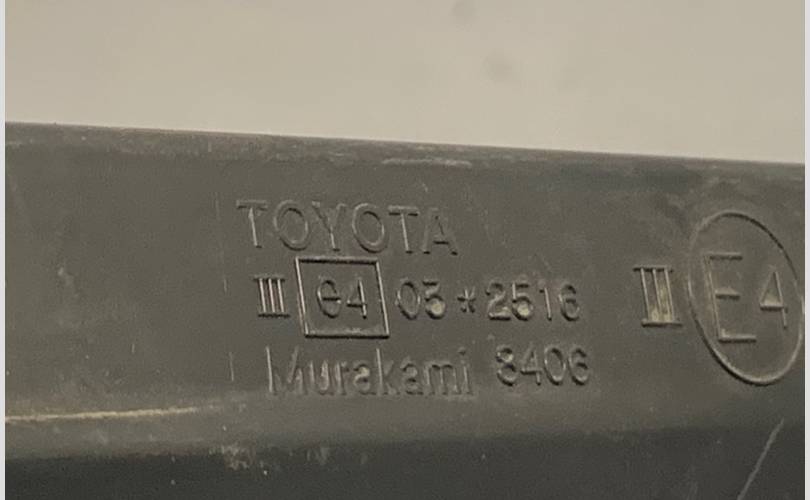 TOYOTA
III e4 03*2516 III E4
Murakami 8406